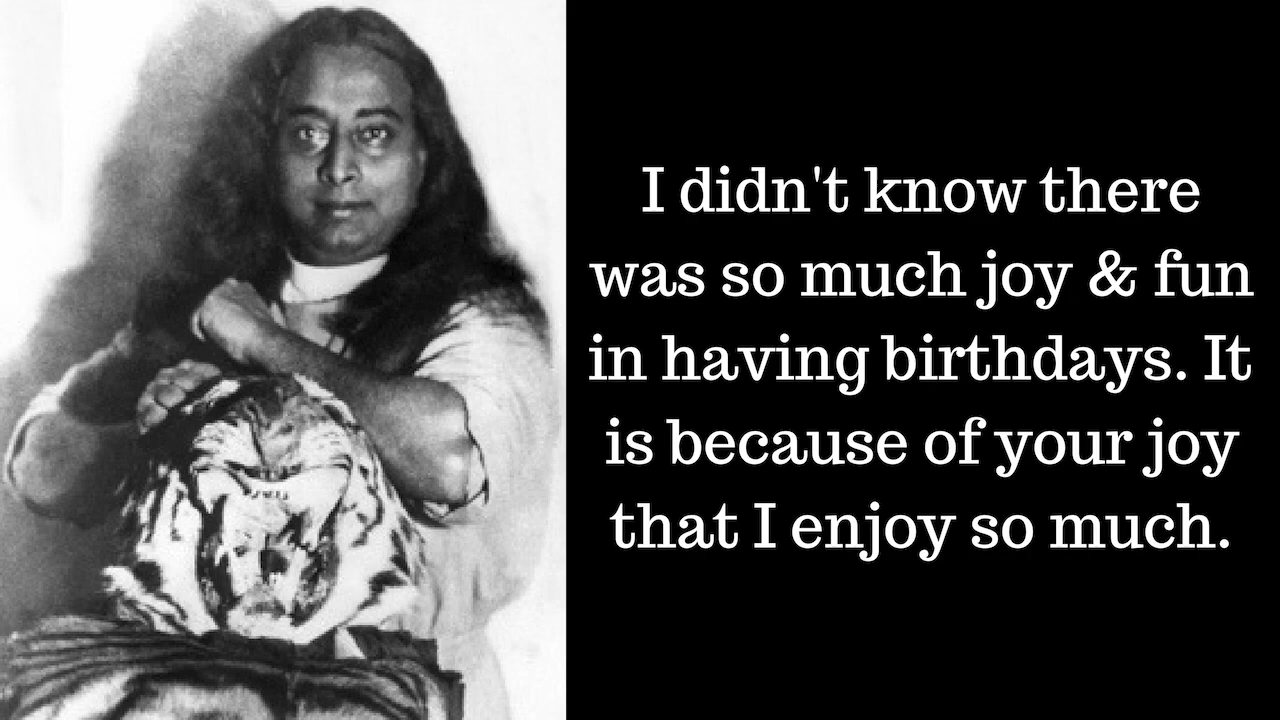 I didn't know there
was so much joy & fun
in having birthdays. It
is because of your joy
that I enjoy so much.